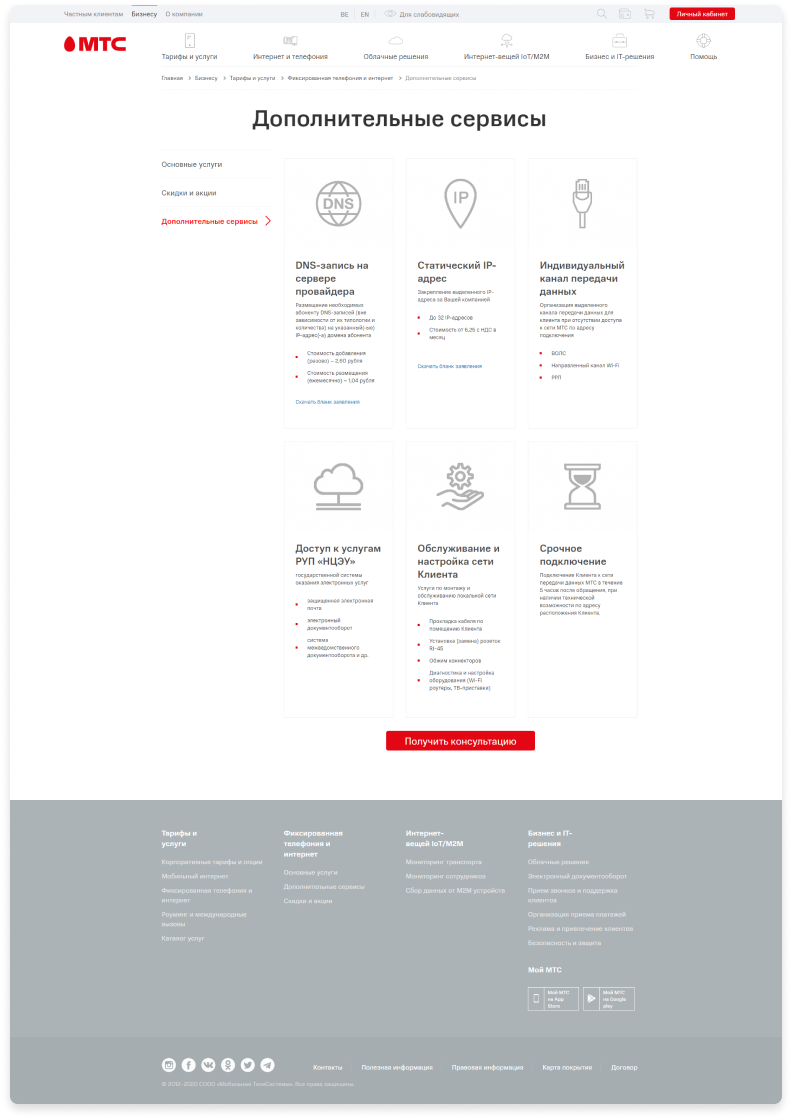 Частным клиентам Бизнесу О компании BE EN Для слабовидящих Личный кабинет
МТС
Тарифы и услуги Интернет и телефония Облачные решения Интернет-вещей IoT/M2M Бизнес и IT-решения Помощь
Главная > Бизнесу > Тарифы и услуги > Фиксированная телефония и интернет > Дополнительные сервисы
Дополнительные сервисы
Основные услуги
Скидки и акции
Дополнительные сервисы
DNS
DNS-запись на
сервере
провайдера
Размещение необходимых
абоненту DNS-записей (вне
зависимости от их типологии и
количества) на указанный(-ые)
IP-адрес(-а) домена абонента
Стоимость добавления
(разово) – 2,60 рубля
Стоимость размещения
(ежемесячно) – 1,04 рубля
Скачать бланк заявления
IP
Статический IP-
адрес
Закрепление выделенного IP-
адреса за Вашей компанией
До 32 IP-адресов
Стоимость от 6,25 с НДС в
месяц
Скачать бланк заявления
Индивидуальный
канал передачи
данных
Организация выделенного
канала передачи данных для
клиента при отсутствии доступа
к сети МТС по адресу
подключения
ВОЛС
Направленный канал Wi-Fi
РРЛ
Доступ к услугам
РУП «НЦЭУ»
государственной системы
оказания электронных услуг
защищенная электронная
почта
электронный
документооборот
система
межведомственного
документооборота и др.
Обслуживание и
настройка сети
Клиента
Услуги по монтажу и
обслуживанию локальной сети
Клиента
Прокладка кабеля по
помещению Клиента
Установка (замена) розеток
RJ-45
Обжим коннекторов
Диагностика и настройка
оборудования (Wi-Fi
роутеры, ТВ-приставки)
Срочное
подключение
Подключение Клиента к сети
передачи данных МТС в течение
5 часов после обращения, при
наличии технической
возможности по адресу
расположения Клиента.
Получить консультацию
Тарифы и
услуги
Корпоративные тарифы и опции
Мобильный интернет
Фиксированная телефония и
интернет
Роуминг и международные
вызовы
Каталог услуг
Фиксированная
телефония и
интернет
Основные услуги
Дополнительные сервисы
Скидки и акции
Интернет-
вещей IoT/M2M
Мониторинг транспорта
Мониторинг сотрудников
Сбор данных от M2M устройств
Бизнес и IT-
решения
Облачные решения
Электронный документооборот
Прием звонков и поддержка
клиентов
Организация приема платежей
Реклама и привлечение клиентов
Безопасность и защита
Мой МТС
Мой МТС
на App
Store
Мой МТС
на Google
play
Контакты Полезная информация Правовая информация Карта покрытия Договор
© 2012–2020 СООО «Мобильные ТелеСистемы». Все права защищены